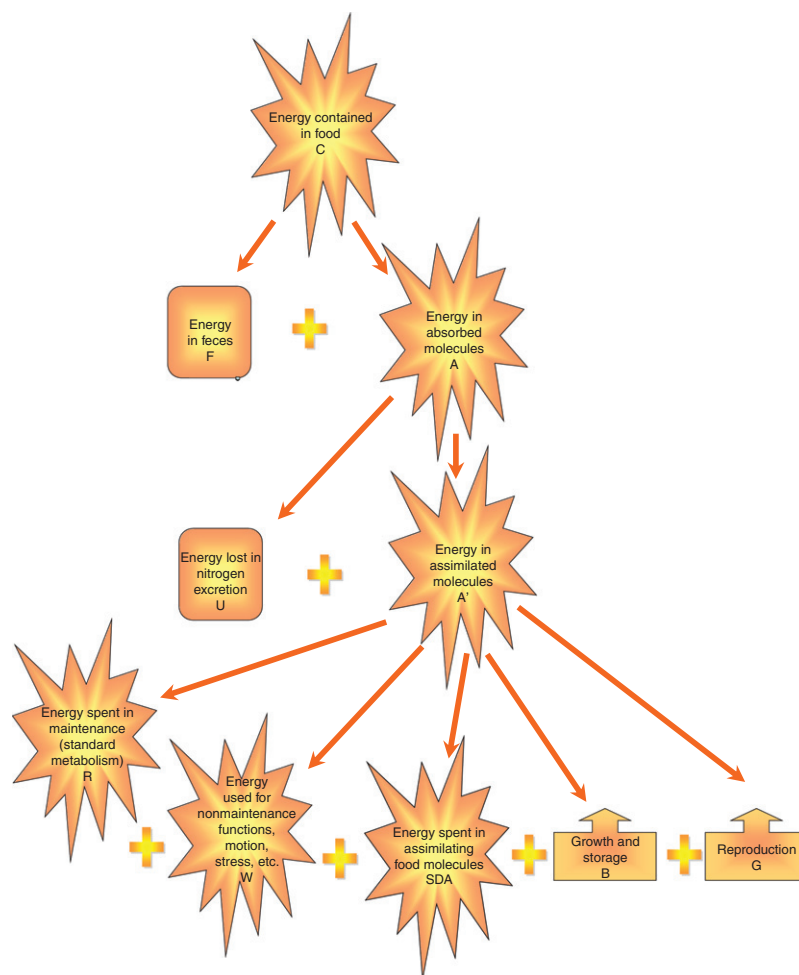 Energy contained
in food
C
Energy
in feces
F
Energy in
absorbed
molecules
A
Energy lost in
nitrogen
excretion
U
Energy in
assimilated
molecules
A'
Energy spent in
maintenance
(standard
metabolism)
R
Energy
used for
nonmaintenance
functions,
motion,
stress, etc.
W
Energy spent in
assimilating
food molecules
SDA
Growth and
storage
B
Reproduction
G